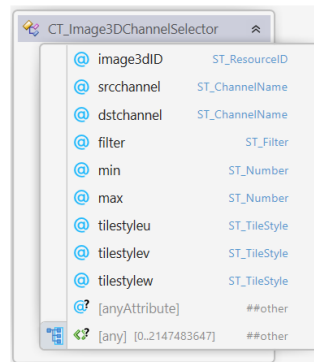 CT_Image3DChannelSelector
image3dID ST_ResourceID
srcchannel ST_ChannelName
dstchannel ST_ChannelName
filter ST_Filter
min ST_Number
max ST_Number
tilestyleu ST_TileStyle
tilestylev ST_TileStyle
tilestylew ST_TileStyle
[anyAttribute] ##other
[any] [0..2147483647] ##other